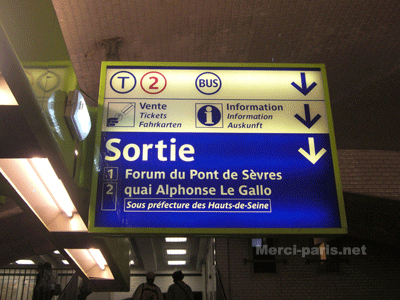 T 2 BUS
Vente
Tickets
Fahrkarten
i
Information
Information
Auskunft
Sortie
1 Forum du Pont de Sèvres
2 quai Alphonse Le Gallo
Sous préfecture des Hauts-de-Seine
Merci-paris.net